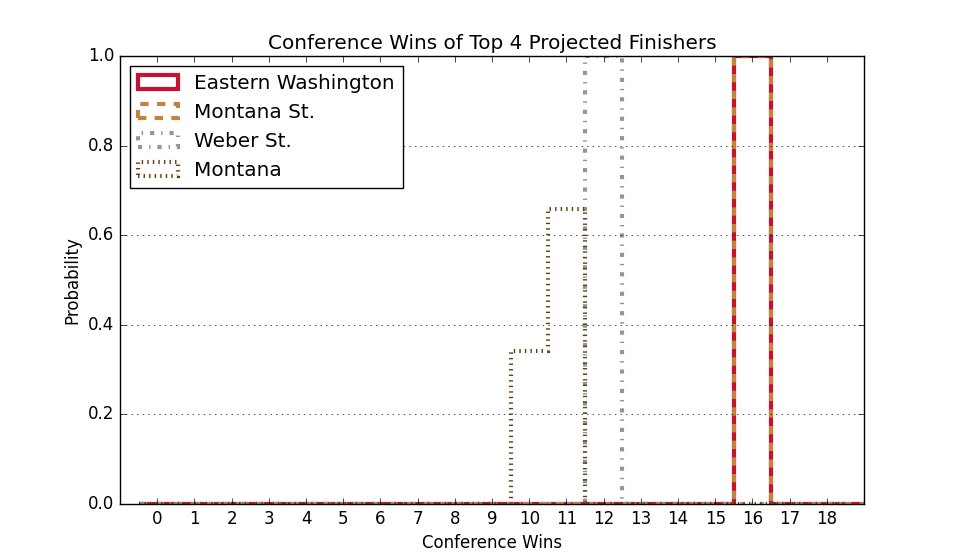 Conference Wins of Top 4 Projected Finishers
1.0
0.8
0.6
0.4
0.2
0.0
Probability
Eastern Washington
Montana St.
Weber St.
Montana
0 1 2 3 4 5 6 7 8 9 10 11 12 13 14 15 16 17 18
Conference Wins